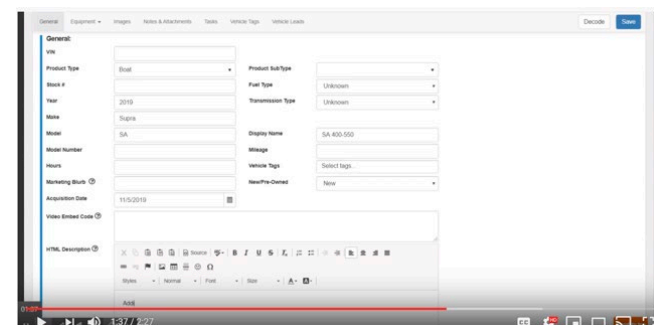 General Equipment Images Notes & Attachments Tasks Vehicle Tags Vehicle Leads Decode Save
General:
VIN
Product Type Boat Product SubType
Stock # Fuel Type Unknown
Year 2019 Transmission Type Unknown
Make Supra
Model SA Display Name SA 400-550
Model Number Mileage
Hours Vehicle Tags Select tags...
Marketing Blurb New/Pre-Owned New
Acquisition Date 11/5/2019
Video Embed Code
HTML Description Source
Styles Normal Font Size
Add
1:37 / 2:27